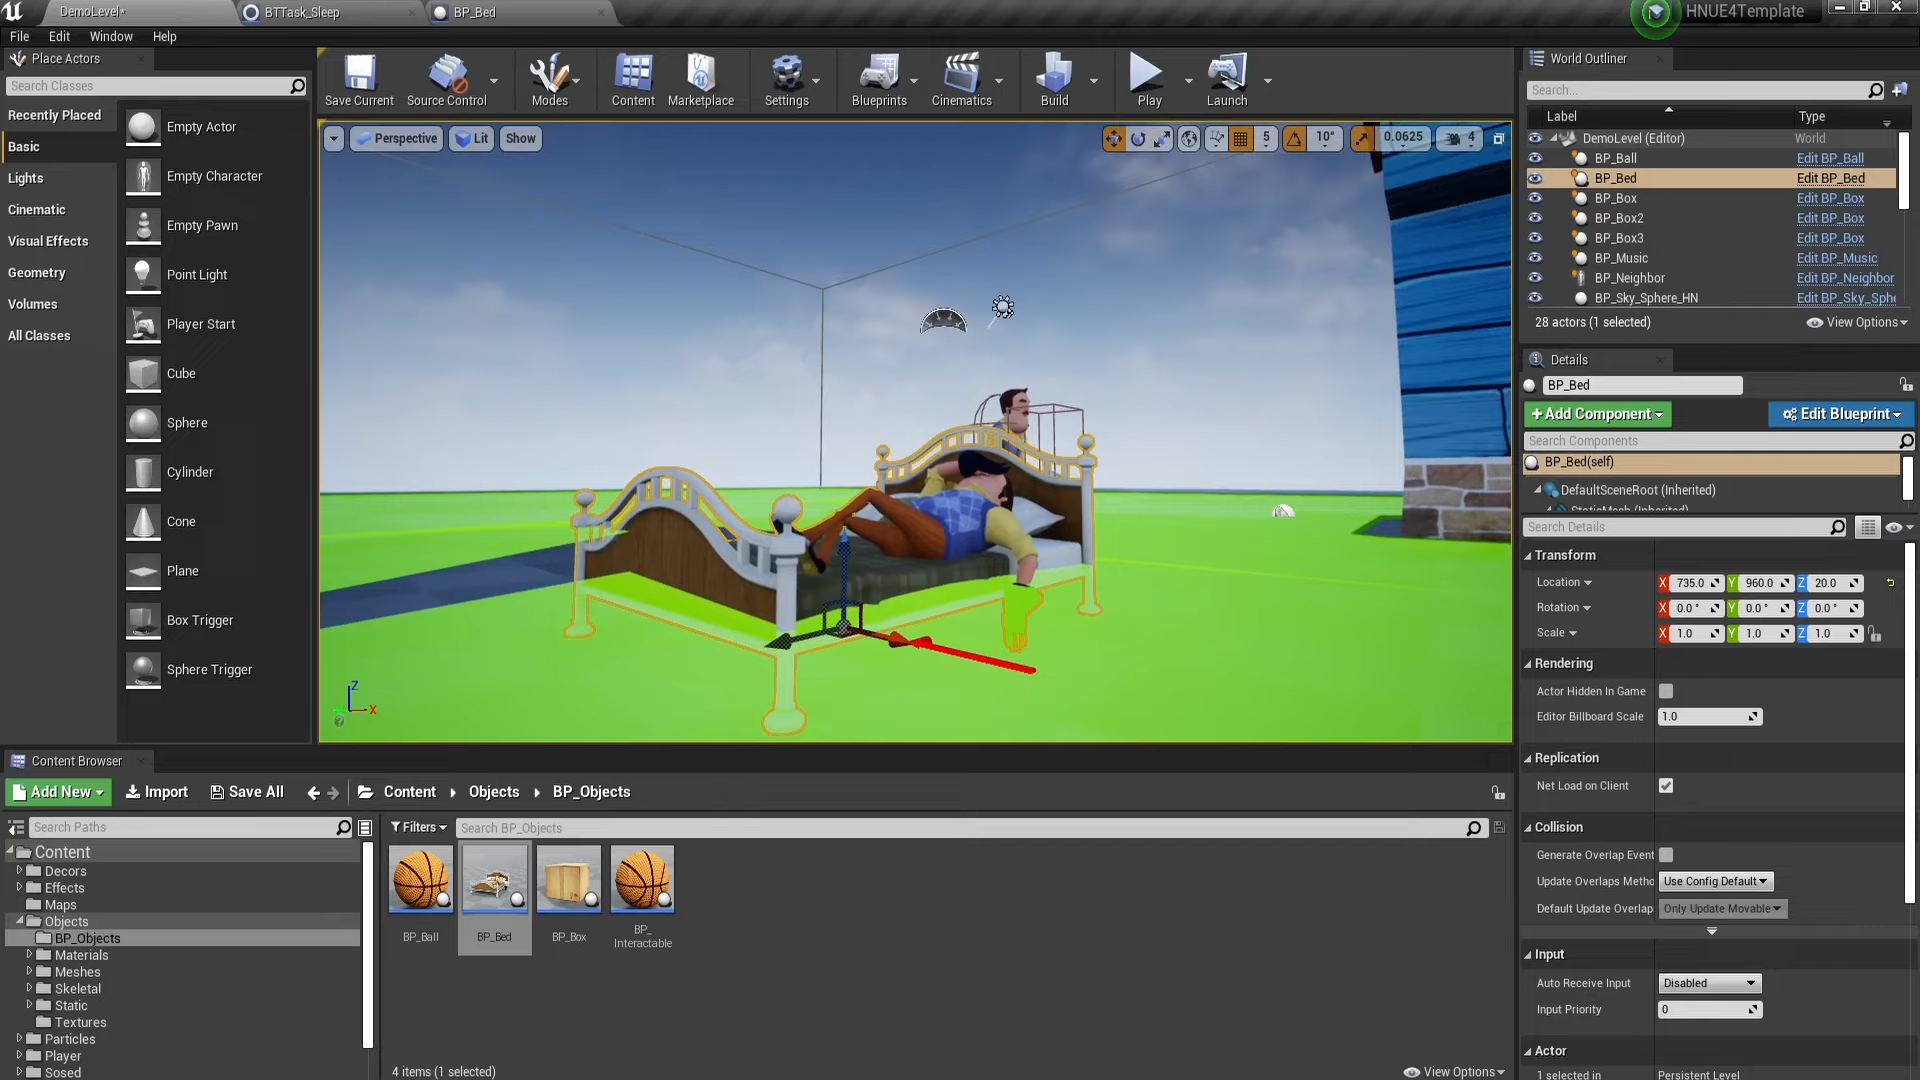 DemoLevel*
BTTask_Sleep
BP_Bed
HNUE4Template
File Edit Window Help
Place Actors
Search Classes
Recently Played
Basic
Lights
Cinematic
Visual Effects
Geometry
Volumes
All Classes
Empty Actor
Empty Character
Empty Pawn
Point Light
Player Start
Cube
Sphere
Cylinder
Cone
Plane
Box Trigger
Sphere Trigger
Save Current
Source Control
Modes
Content
Marketplace
Settings
Blueprints
Cinematics
Build
Play
Launch
Perspective
Lit
Show
5
10°
0.0625
4
Z
X
World Outliner
Search...
Label Type
DemoLevel (Editor) World
BP_Ball Edit BP_Ball
BP_Bed Edit BP_Bed
BP_Box Edit BP_Box
BP_Box2 Edit BP_Box
BP_Box3 Edit BP_Box
BP_Music Edit BP_Music
BP_Neighbor Edit BP_Neighbor
BP_Sky_Sphere_HN Edit BP_Sky_Sphe
28 actors (1 selected)
View Options
Details
BP_Bed
+Add Component
Edit Blueprint
Search Components
BP_Bed(self)
DefaultSceneRoot (Inherited)
StaticMesh (Inherited)
Search Details
Transform
Location X 735.0 Y 960.0 Z 20.0
Rotation X 0.0° Y 0.0° Z 0.0°
Scale X 1.0 Y 1.0 Z 1.0
Rendering
Actor Hidden In Game
Editor Billboard Scale 1.0
Replication
Net Load on Client
Collision
Generate Overlap Event
Update Overlaps Metho Use Config Default
Default Update Overlap Only Update Movable
Input
Auto Receive Input Disabled
Input Priority 0
Actor
1 selected in Persistent Level
Content Browser
Add New
Import
Save All
Content
Objects
BP_Objects
Search Paths
Filters
Search BP_Objects
Content
Decors
Effects
Maps
Objects
BP_Objects
Materials
Meshes
Skeletal
Static
Textures
Particles
Player
Sosed
BP_Ball
BP_Bed
BP_Box
BP_
Interactable
4 items (1 selected)
View Options